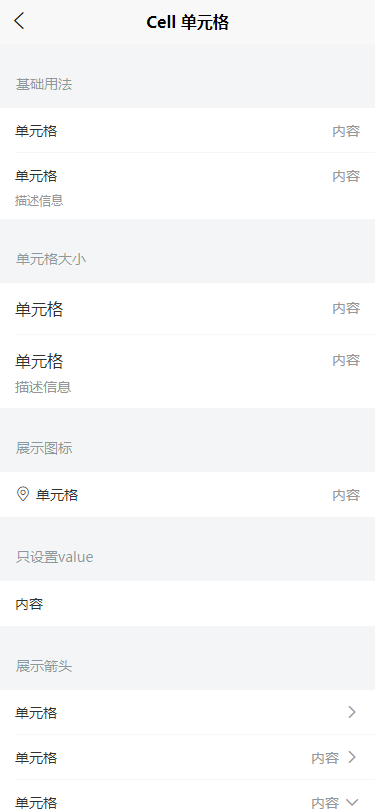 Cell 单元格
基础用法
单元格 内容
单元格 内容
描述信息
单元格大小
单元格 内容
单元格 内容
描述信息
展示图标
单元格 内容
只设置value
内容
展示箭头
单元格
单元格 内容
单元格 内容